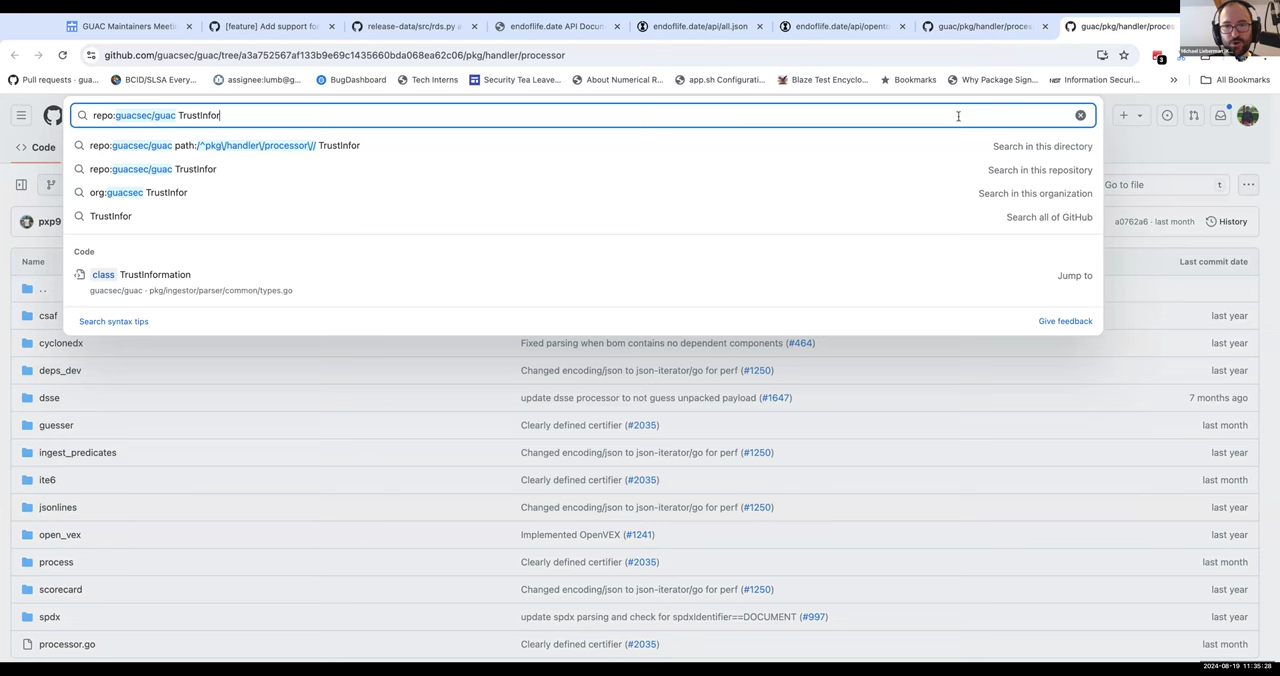 GUAC Maintainers Meeti
[feature] Add support fo
release-data/src/rds.py a
endoflife.date API Docum
endoflife.date/api/all.json
endoflife.date/api/opento
guac/pkg/handler/proces
guac/pkg/handler/proces
github.com/guacsec/guac/tree/a3a752567af133b9e69c1435660bda068ea62c06/pkg/handler/processor
3
Pull requests · gua...
BCID/SLSA Every...
assignee:lumb@g...
BugDashboard
Tech Interns
Security Tea Leave...
About Numerical R...
app.sh Configurati...
Blaze Test Encyclo...
Bookmarks
Why Package Sign...
Information Securi...
»
All Bookmarks
repo:guacsec/guac TrustInfor
repo:guacsec/guac path:/^pkg\/handler\/processor\// TrustInfor
Search in this directory
repo:guacsec/guac TrustInfor
Search in this repository
org:guacsec TrustInfor
Search in this organization
TrustInfor
Search all of GitHub
Code
class TrustInformation
Jump to
guacsec/guac · pkg/ingestor/parser/common/types.go
Search syntax tips
Give feedback
Code
Go to file
t
pxp9
a0762a6 · last month
History
Name
Last commit date
..
csaf
last year
cyclonedx
Fixed parsing when bom contains no dependent components (#464)
last year
deps_dev
Changed encoding/json to json-iterator/go for perf (#1250)
last year
dsse
update dsse processor to not guess unpacked payload (#1647)
7 months ago
guesser
Clearly defined certifier (#2035)
last month
ingest_predicates
Changed encoding/json to json-iterator/go for perf (#1250)
last year
ite6
Clearly defined certifier (#2035)
last month
jsonlines
Changed encoding/json to json-iterator/go for perf (#1250)
last year
open_vex
Implemented OpenVEX (#1241)
last year
process
Clearly defined certifier (#2035)
last month
scorecard
Changed encoding/json to json-iterator/go for perf (#1250)
last year
spdx
update spdx parsing and check for spdxIdentifier==DOCUMENT (#997)
last year
processor.go
Clearly defined certifier (#2035)
last month
2024-08-19 11:35:28